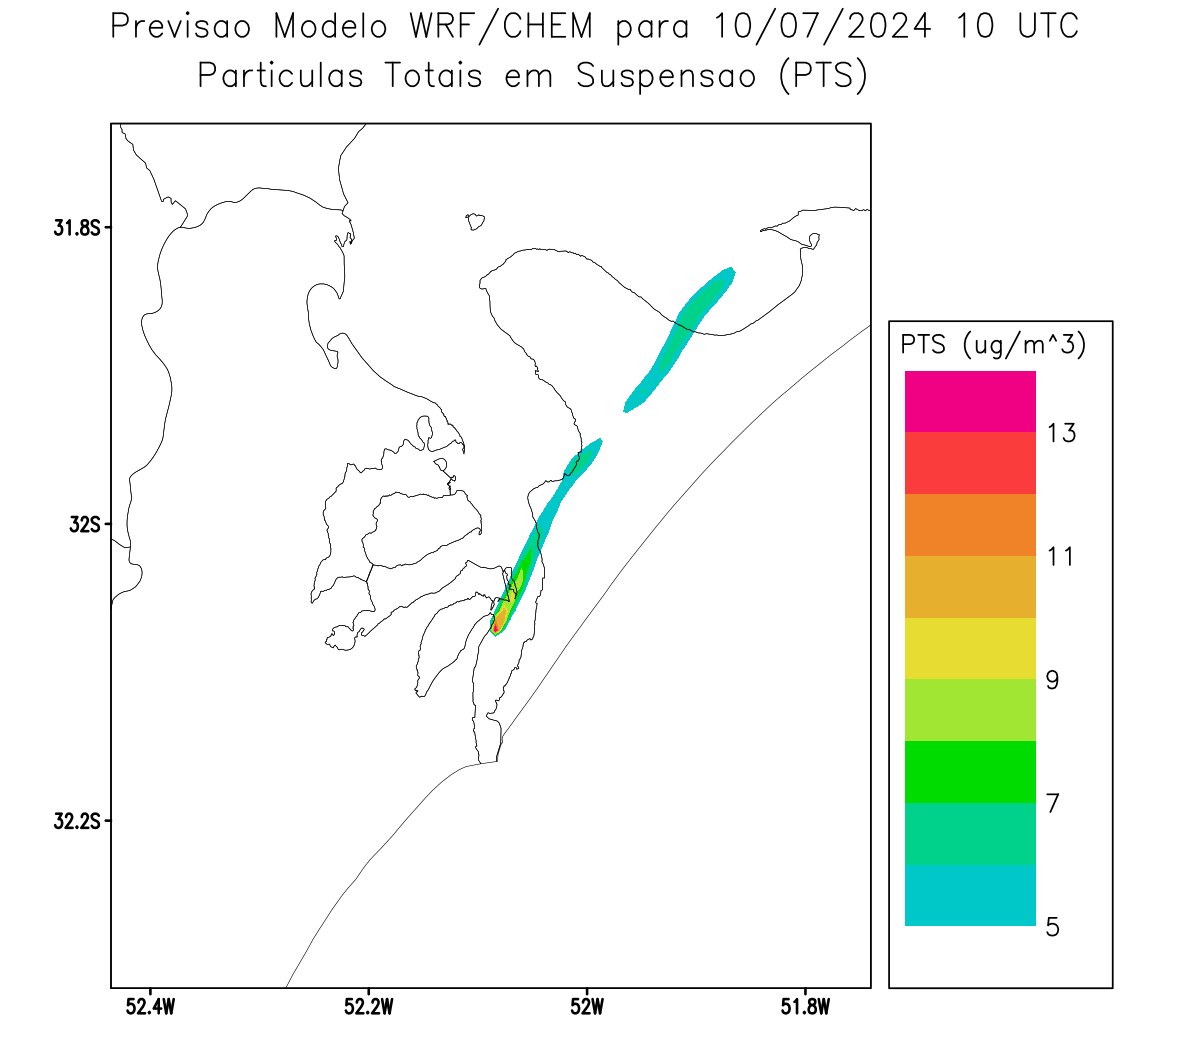 Previsao Modelo WRF/CHEM para 10/07/2024 10 UTC
Particulas Totais em Suspensao (PTS)
31.8S
32S
32.2S
52.4W
52.2W
52W
51.8W
PTS (ug/m^3)
13
11
9
7
5